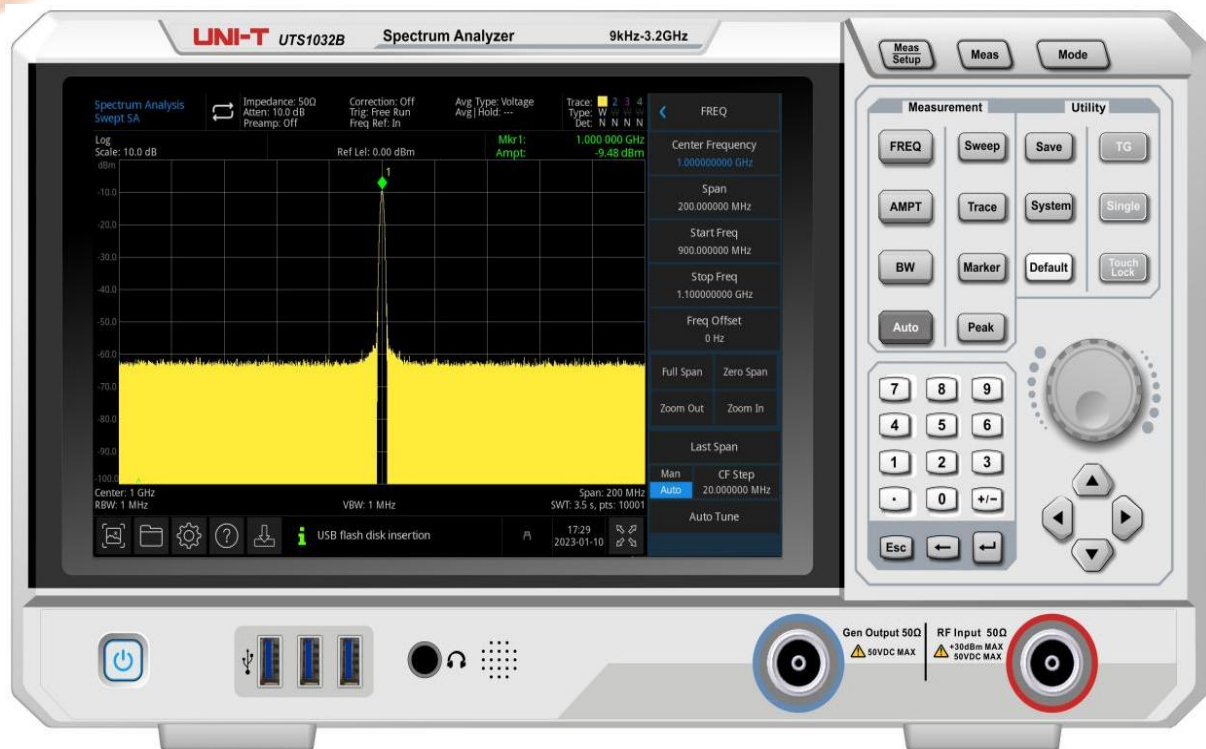 UNI-T UTS1032B Spectrum Analyzer 9kHz-3.2GHz
Meas Setup
Meas
Mode
Spectrum Analysis
Swept SA
Impedance: 50Ω
Atten: 10.0 dB
Preamp: Off
Correction: Off
Trig: Free Run
Freq Ref: In
Avg Type: Voltage
Avg|Hold: ---
Trace: 2 3 4
Type: W W W W
Det: N N N N
Log
Scale: 10.0 dB
Ref Lel: 0.00 dBm
Mkr1: 1.000 000 GHz
Ampt: -9.48 dBm
dBm
1
-10.0
-20.0
-30.0
-40.0
-50.0
-60.0
-70.0
-80.0
-90.0
-100.0
Center: 1 GHz
RBW: 1 MHz
VBW: 1 MHz
Span: 200 MHz
SWT: 3.5 s, pts: 10001
USB flash disk insertion
17:29
2023-01-10
FREQ
Center Frequency
1.000000000 GHz
Span
200.000000 MHz
Start Freq
900.000000 MHz
Stop Freq
1.100000000 GHz
Freq Offset
0 Hz
Full Span Zero Span
Zoom Out Zoom In
Last Span
Man CF Step
Auto 20.000000 MHz
Auto Tune
Measurement Utility
FREQ Sweep Save TG
AMPT Trace System Single
BW Marker Default Touch Lock
Auto Peak
7 8 9
4 5 6
1 2 3
. 0 +/-
Esc
Gen Output 50Ω
50VDC MAX
RF Input 50Ω
+30dBm MAX
50VDC MAX